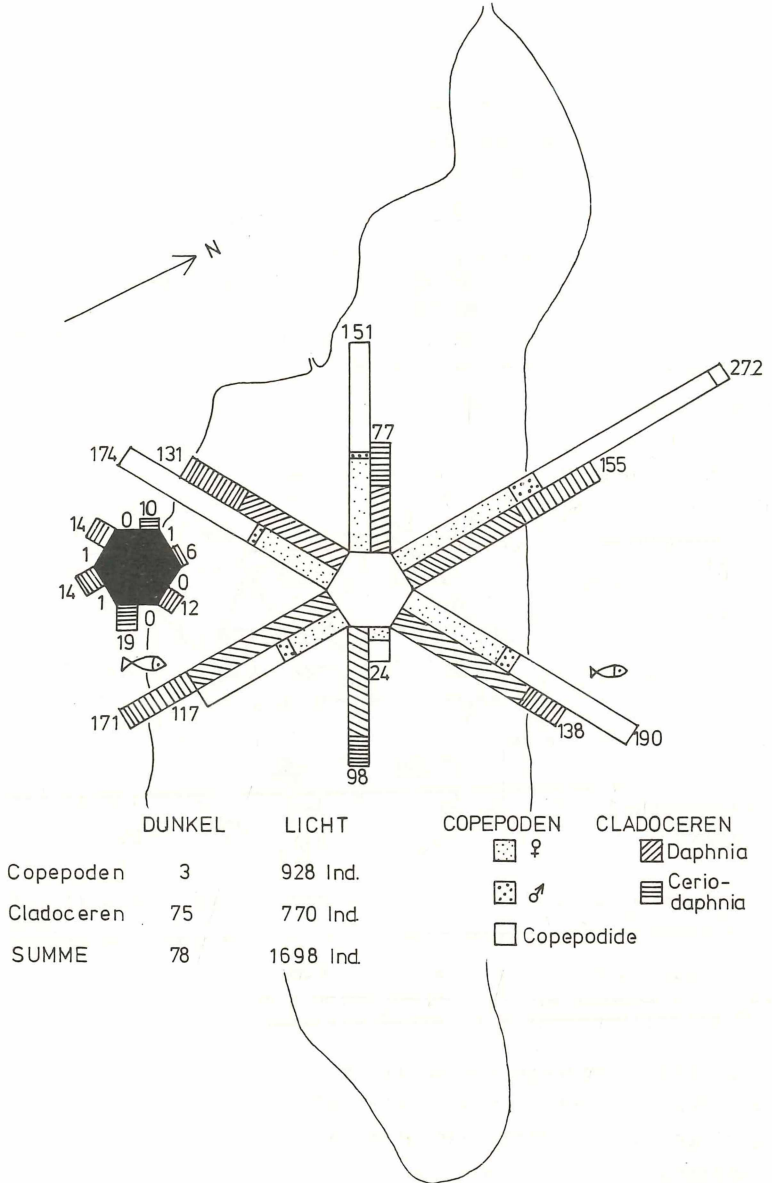 N
151
272
77
174
131
155
10
0
14
1
6
1
0
14
1
12
19
0
24
171
117
138
190
98
DUNKEL LICHT
Copepoden 3 928 Ind.
Cladoceren 75 770 Ind.
SUMME 78 1698 Ind.
COPEPODEN CLADOCEREN
♀ Daphnia
♂ Cerio-
daphnia
Copepodide